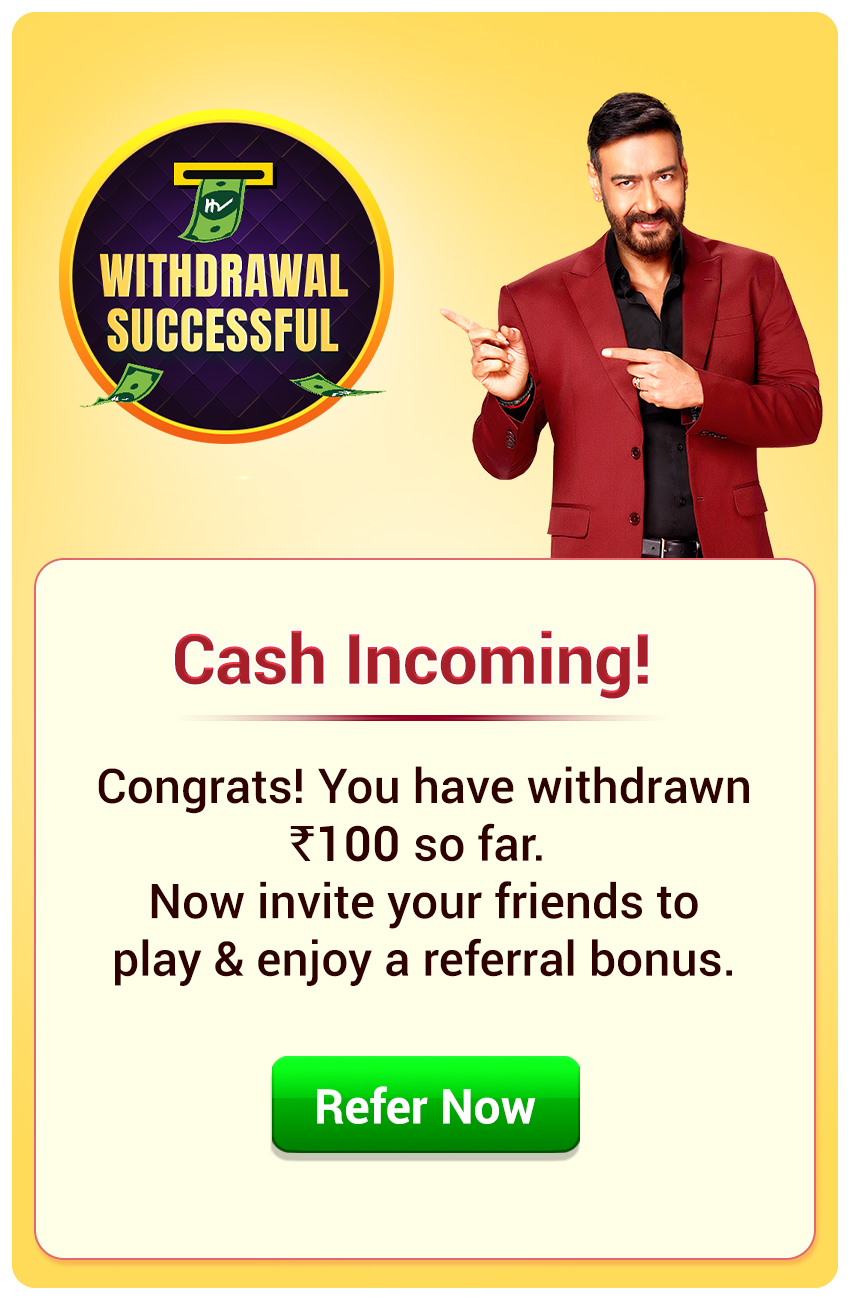 WITHDRAWAL
SUCCESSFUL
Cash Incoming!
Congrats! You have withdrawn
₹100 so far.
Now invite your friends to
play & enjoy a referral bonus.
Refer Now